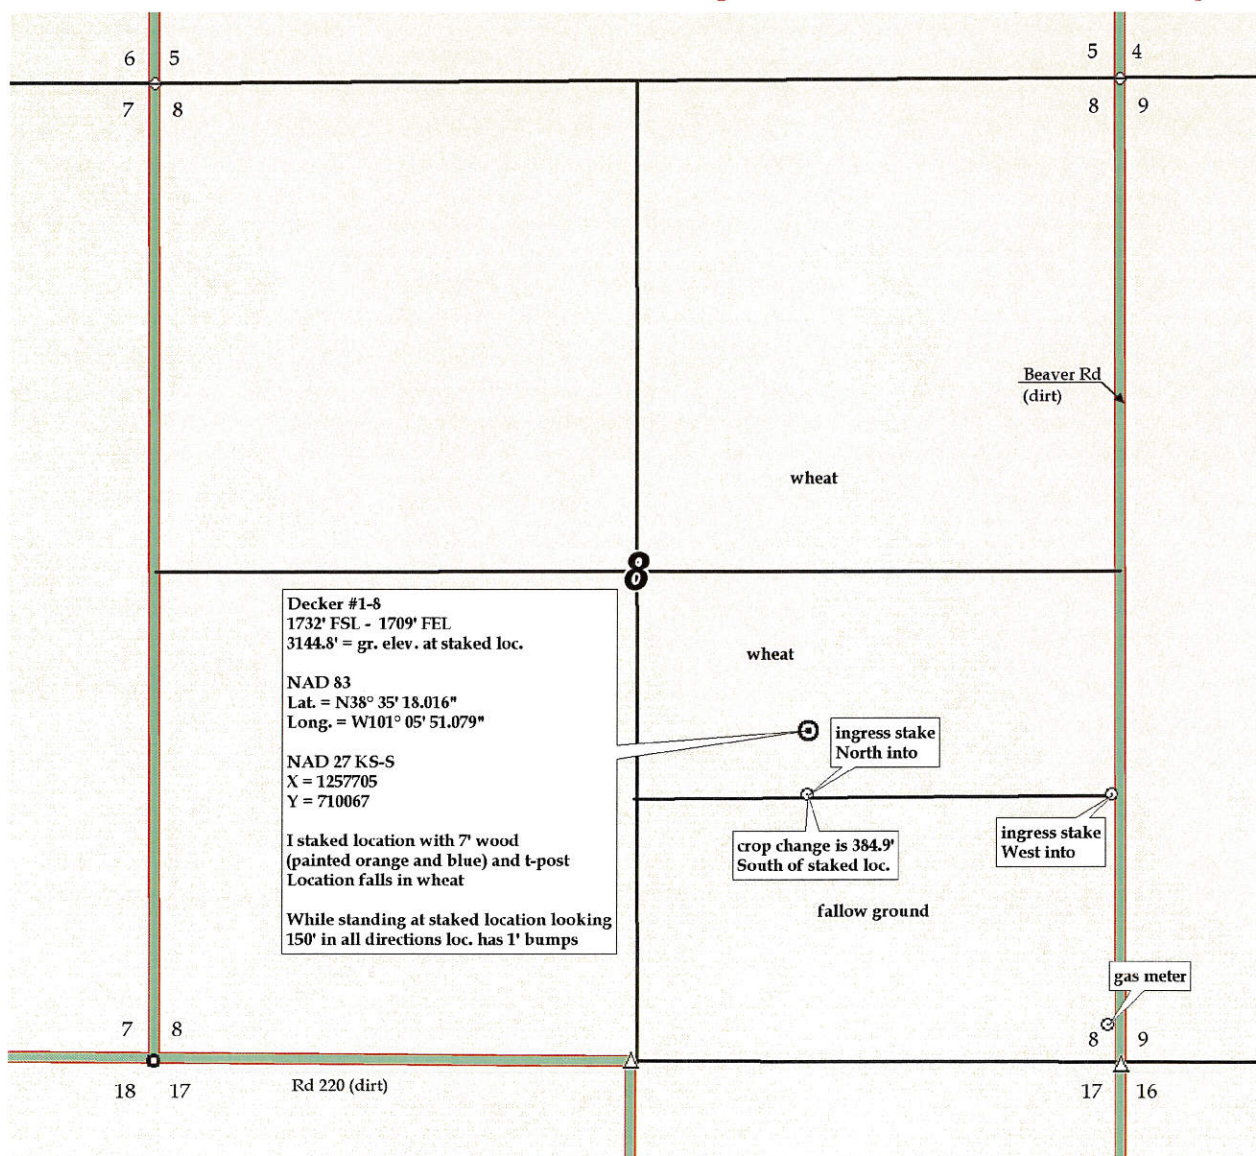 6 5
5 4
7 8
8 9
Beaver Rd
(dirt)
wheat
8
Decker #1-8
1732' FSL - 1709' FEL
3144.8' = gr. elev. at staked loc.
NAD 83
Lat. = N38° 35' 18.016"
Long. = W101° 05' 51.079"
NAD 27 KS-S
X = 1257705
Y = 710067
I staked location with 7' wood
(painted orange and blue) and t-post
Location falls in wheat
While standing at staked location looking
150' in all directions loc. has 1' bumps
wheat
ingress stake
North into
crop change is 384.9'
South of staked loc.
ingress stake
West into
fallow ground
gas meter
7 8
8 9
18 17
Rd 220 (dirt)
17 16